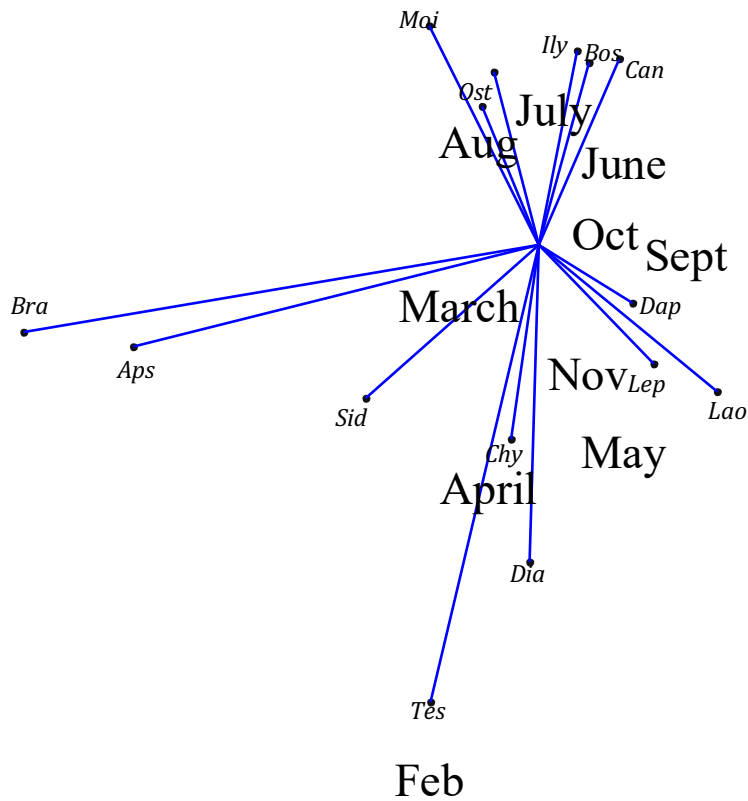 Moi
Ily
Bos
Can
Ost
July
Aug
June
Oct
Sept
Bra
March
Dap
Aps
Nov
Lep
Sid
Lao
Chy
May
April
Dia
Tes
Feb